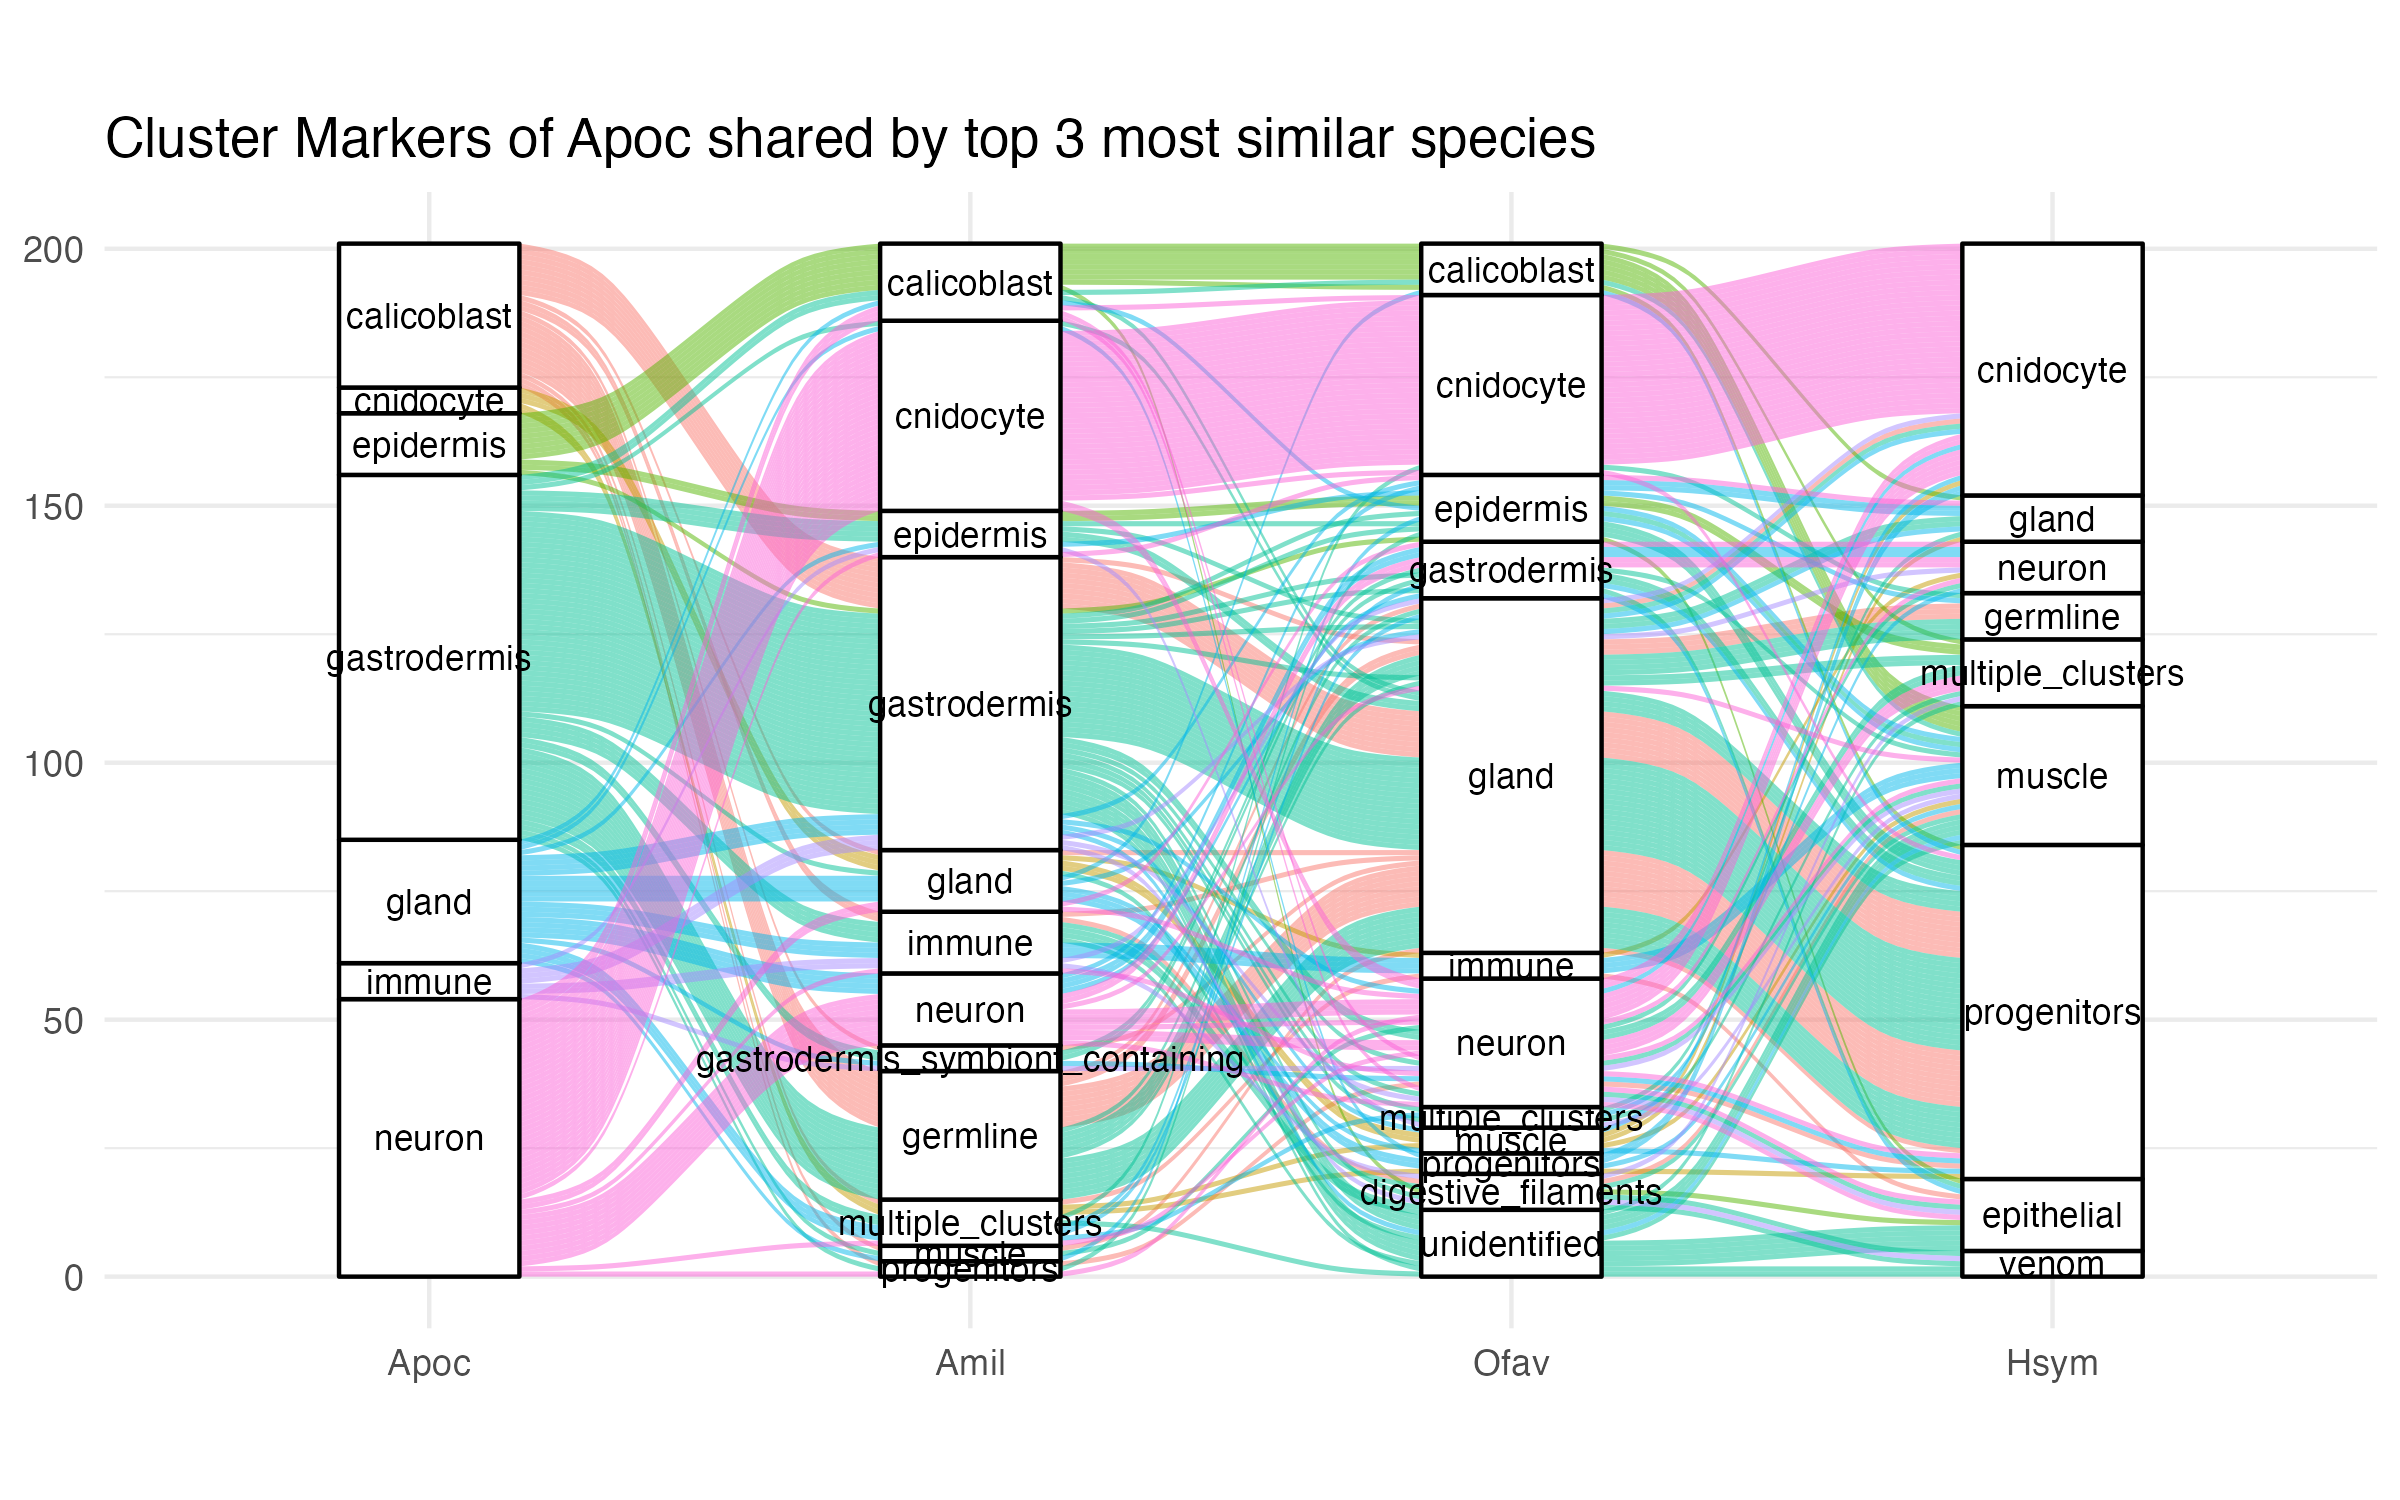 Cluster Markers of Apoc shared by top 3 most similar species
200
150
100
50
0
calicoblast
cnidocyte
epidermis
gastrodermis
gland
immune
neuron
calicoblast
cnidocyte
epidermis
gastrodermis
gland
immune
neuron
gastrodermis_symbiont_containing
germline
multiple_clusters
muscle
progenitors
calicoblast
cnidocyte
epidermis
gastrodermis
gland
immune
neuron
multiple_clusters
muscle
progenitors
digestive_filaments
unidentified
cnidocyte
gland
neuron
germline
multiple_clusters
muscle
progenitors
epithelial
venom
Apoc
Amil
Ofav
Hsym